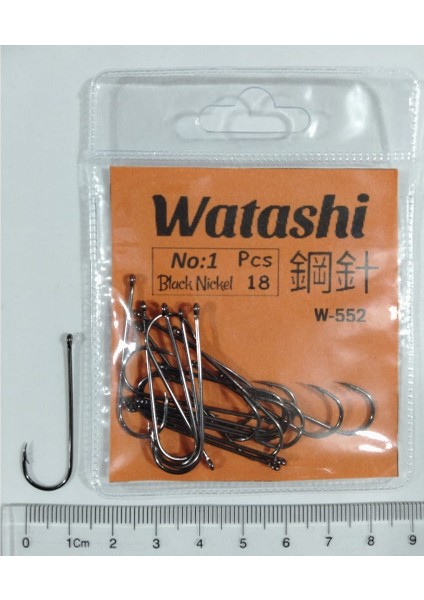 Watashi
No:1 Pcs
Black Nickel 18
鋼針
W-552
0 1Cm 2 3 4 5 6 7 8 9